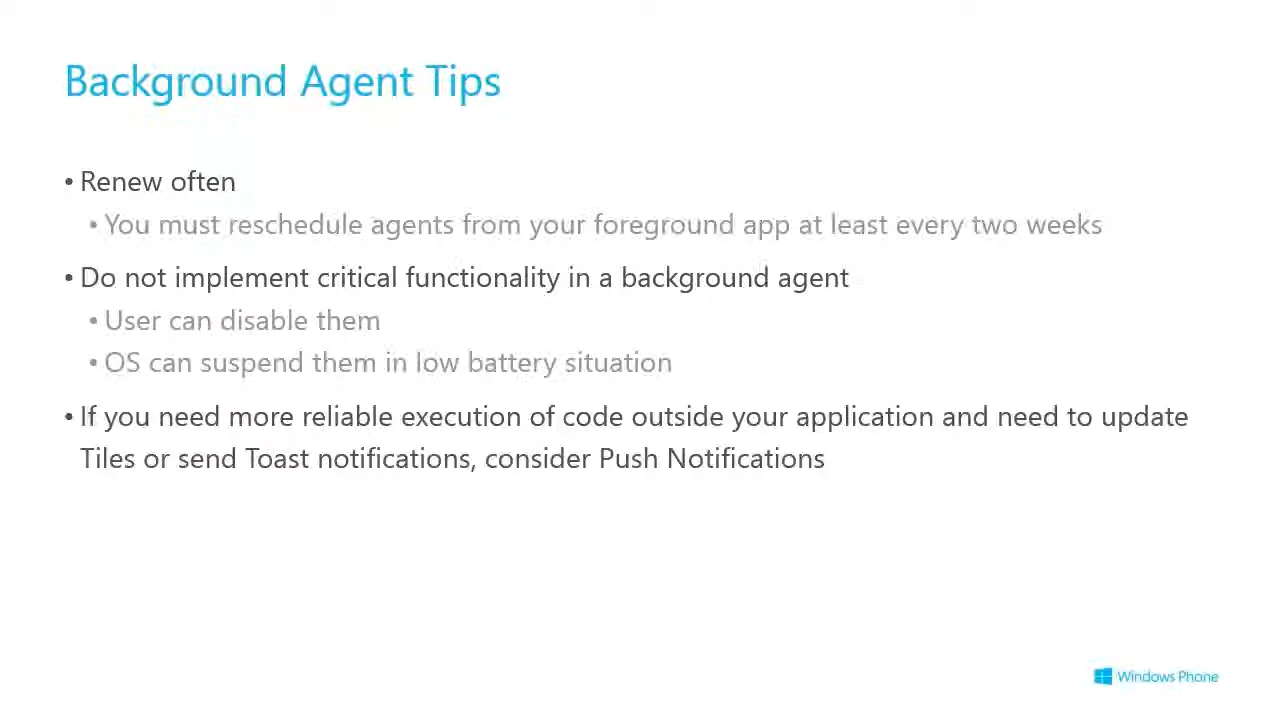 Background Agent Tips
• Renew often
• You must reschedule agents from your foreground app at least every two weeks
• Do not implement critical functionality in a background agent
• User can disable them
• OS can suspend them in low battery situation
• If you need more reliable execution of code outside your application and need to update
Tiles or send Toast notifications, consider Push Notifications
Windows Phone